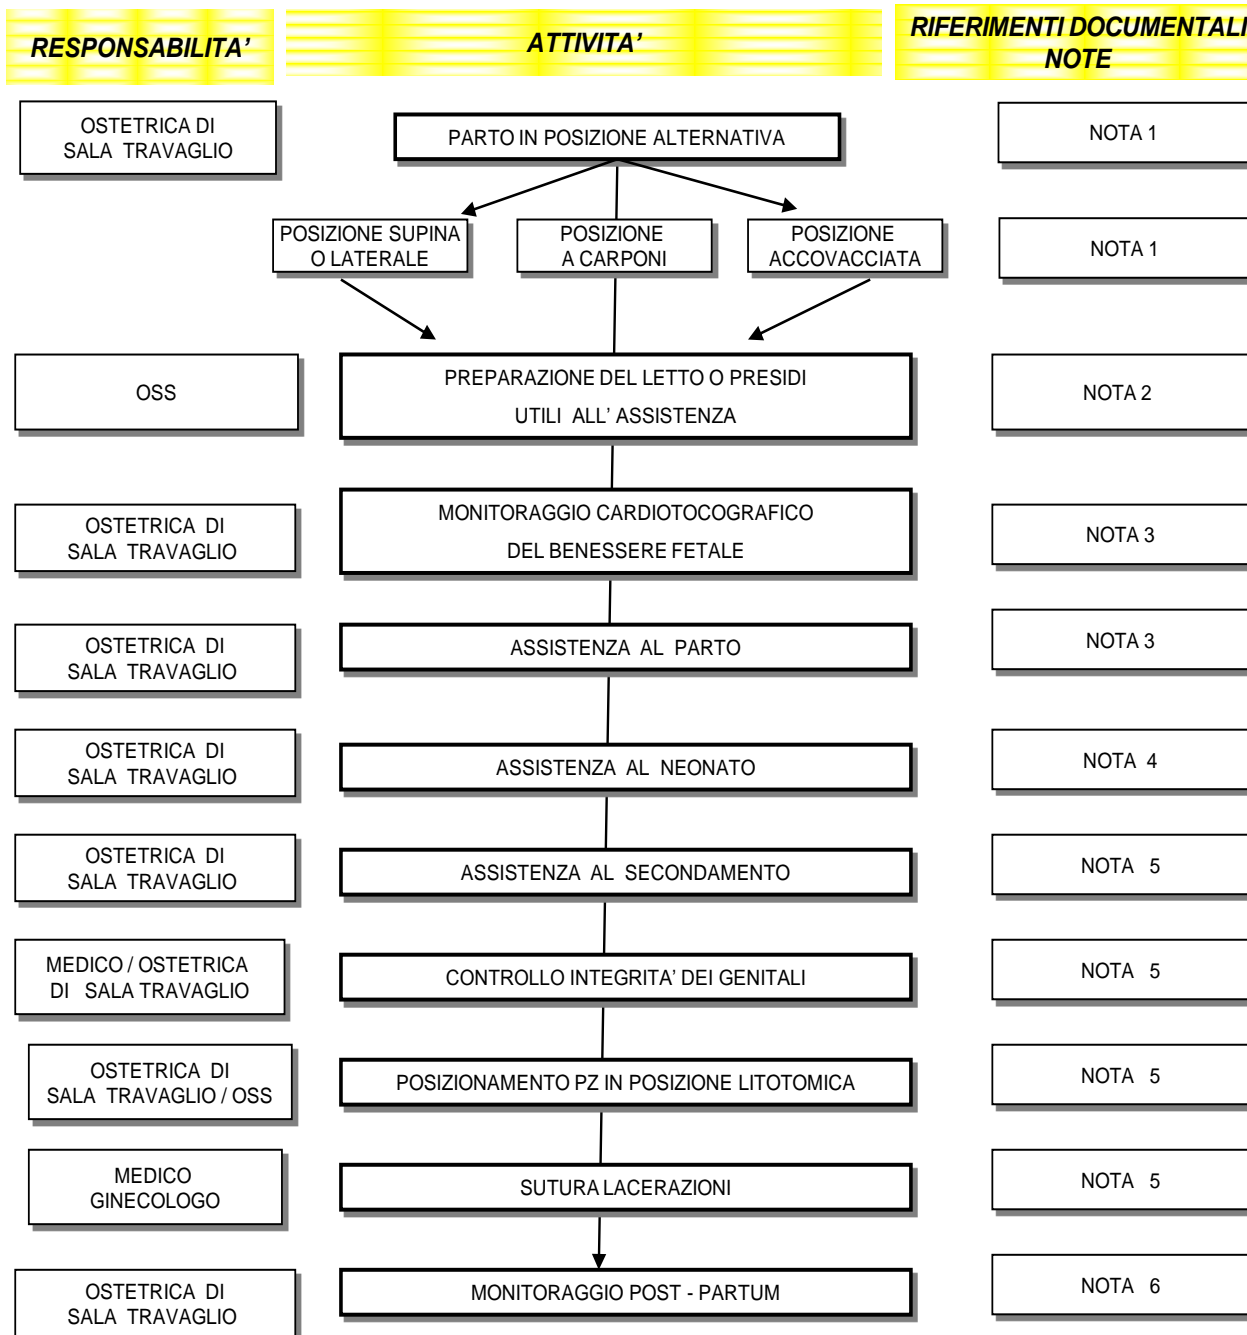 RESPONSABILITA’
ATTIVITA’
RIFERIMENTI DOCUMENTALI
NOTE
OSTETRICA DI
SALA TRAVAGLIO
PARTO IN POSIZIONE ALTERNATIVA
NOTA 1
POSIZIONE SUPINA
O LATERALE
POSIZIONE
A CARPONI
POSIZIONE
ACCOVACCIATA
NOTA 1
OSS
PREPARAZIONE DEL LETTO O PRESIDI
UTILI ALL’ ASSISTENZA
NOTA 2
OSTETRICA DI
SALA TRAVAGLIO
MONITORAGGIO CARDIOTOCOGRAFICO
DEL BENESSERE FETALE
NOTA 3
OSTETRICA DI
SALA TRAVAGLIO
ASSISTENZA AL PARTO
NOTA 3
OSTETRICA DI
SALA TRAVAGLIO
ASSISTENZA AL NEONATO
NOTA 4
OSTETRICA DI
SALA TRAVAGLIO
ASSISTENZA AL SECONDAMENTO
NOTA 5
MEDICO / OSTETRICA
DI SALA TRAVAGLIO
CONTROLLO INTEGRITA’ DEI GENITALI
NOTA 5
OSTETRICA DI
SALA TRAVAGLIO / OSS
POSIZIONAMENTO PZ IN POSIZIONE LITOTOMICA
NOTA 5
MEDICO
GINECOLOGO
SUTURA LACERAZIONI
NOTA 5
OSTETRICA DI
SALA TRAVAGLIO
MONITORAGGIO POST - PARTUM
NOTA 6